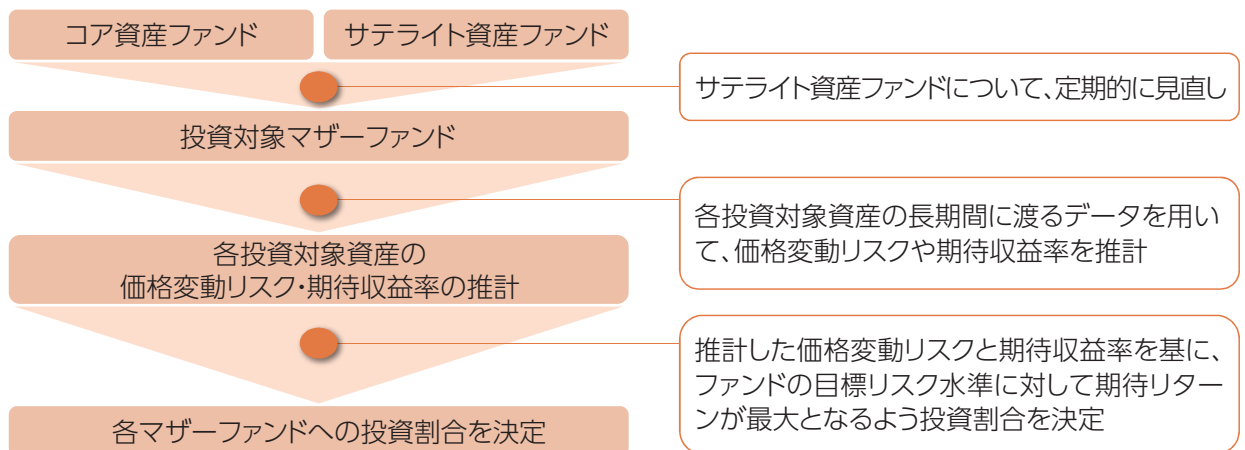 コア資産ファンド
サテライト資産ファンド
サテライト資産ファンドについて、定期的に見直し
投資対象マザーファンド
各投資対象資産の長期間に渡るデータを用い
て、価格変動リスクや期待収益率を推計
各投資対象資産の
価格変動リスク・期待収益率の推計
推計した価格変動リスクと期待収益率を基に、
ファンドの目標リスク水準に対して期待リター
ンが最大となるよう投資割合を決定
各マザーファンドへの投資割合を決定